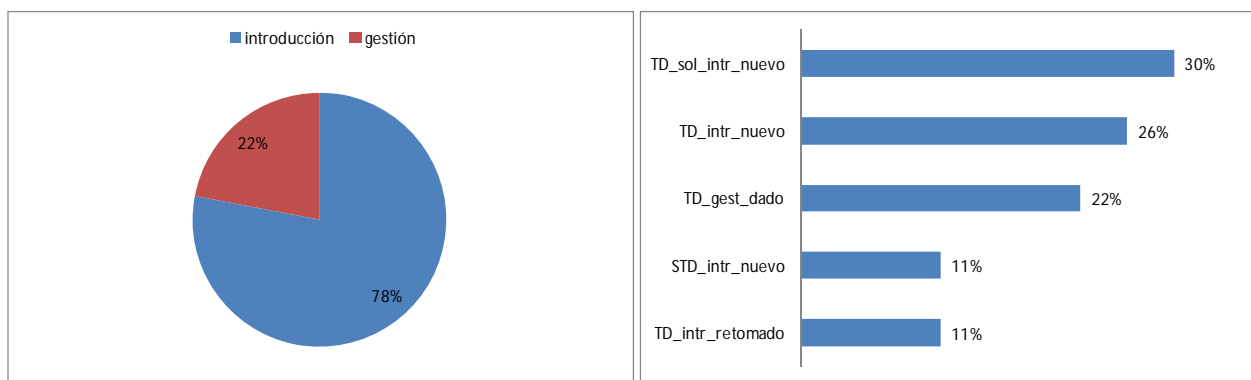 introducción gestión
22%
78%
TD_sol_intr_nuevo 30%
TD_intr_nuevo 26%
TD_gest_dado 22%
STD_intr_nuevo 11%
TD_intr_retomado 11%